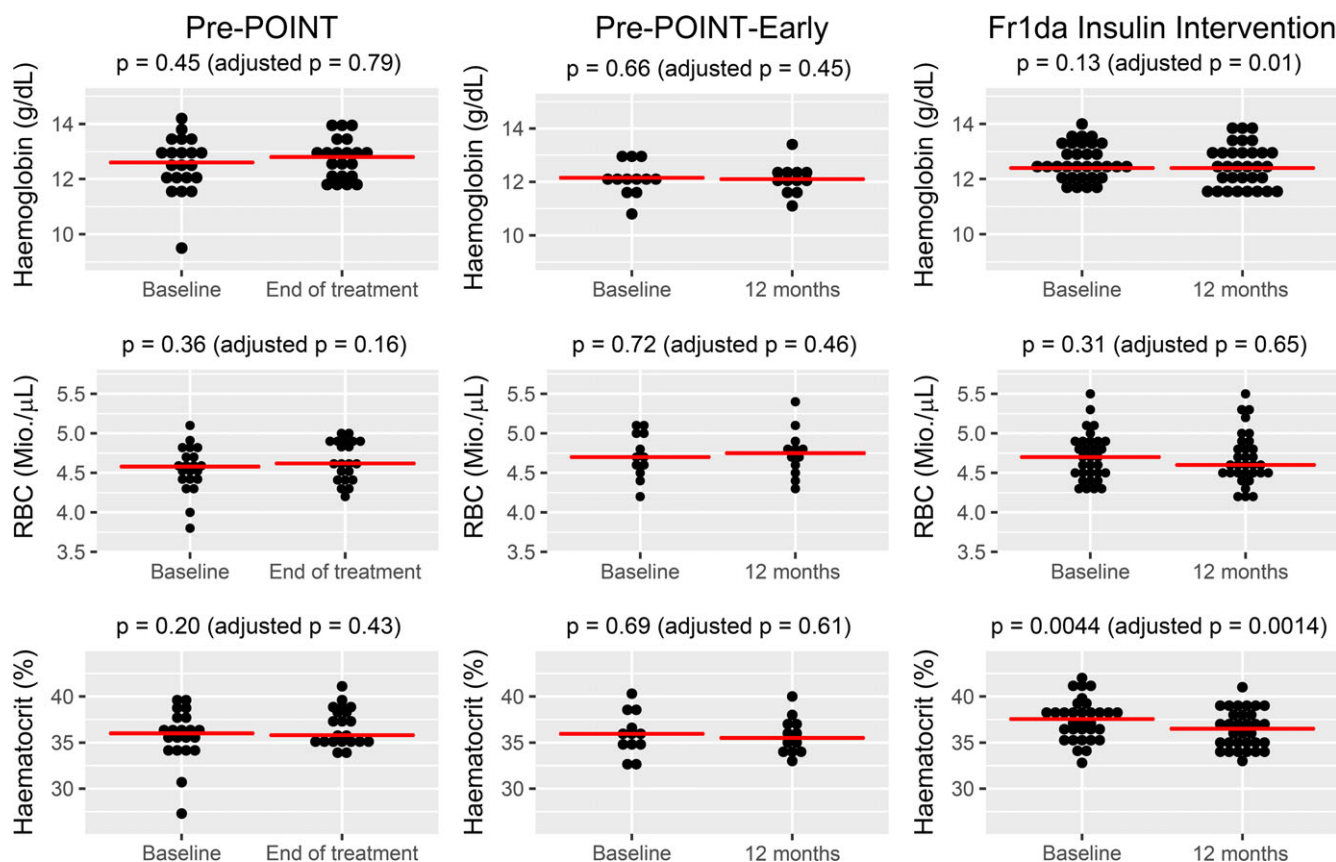 Pre-POINT Pre-POINT-Early Fr1da Insulin Intervention
p = 0.45 (adjusted p = 0.79) p = 0.66 (adjusted p = 0.45) p = 0.13 (adjusted p = 0.01)
Haemoglobin (g/dL) Haemoglobin (g/dL) Haemoglobin (g/dL)
14 14 14
12 12 12
10 10 10
Baseline End of treatment Baseline 12 months Baseline 12 months
p = 0.36 (adjusted p = 0.16) p = 0.72 (adjusted p = 0.46) p = 0.31 (adjusted p = 0.65)
RBC (Mio./μL) RBC (Mio./μL) RBC (Mio./μL)
5.5 5.5 5.5
5.0 5.0 5.0
4.5 4.5 4.5
4.0 4.0 4.0
3.5 3.5 3.5
Baseline End of treatment Baseline 12 months Baseline 12 months
p = 0.20 (adjusted p = 0.43) p = 0.69 (adjusted p = 0.61) p = 0.0044 (adjusted p = 0.0014)
Haematocrit (%) Haematocrit (%) Haematocrit (%)
40 40 40
35 35 35
30 30 30
Baseline End of treatment Baseline 12 months Baseline 12 months